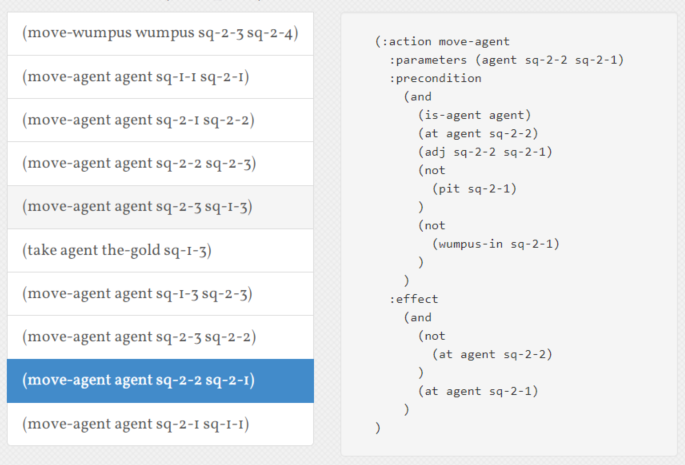 (move-wumpus wumpus sq-2-3 sq-2-4)
(move-agent agent sq-1-1 sq-2-1)
(move-agent agent sq-2-1 sq-2-2)
(move-agent agent sq-2-2 sq-2-3)
(move-agent agent sq-2-3 sq-1-3)
(take agent the-gold sq-1-3)
(move-agent agent sq-1-3 sq-2-3)
(move-agent agent sq-2-3 sq-2-2)
(move-agent agent sq-2-2 sq-2-1)
(move-agent agent sq-2-1 sq-1-1)
(:action move-agent
  :parameters (agent sq-2-2 sq-2-1)
  :precondition
    (and
      (is-agent agent)
      (at agent sq-2-2)
      (adj sq-2-2 sq-2-1)
      (not
        (pit sq-2-1)
      )
      (not
        (wumpus-in sq-2-1)
      )
    )
  :effect
    (and
      (not
        (at agent sq-2-2)
      )
      (at agent sq-2-1)
    )
)